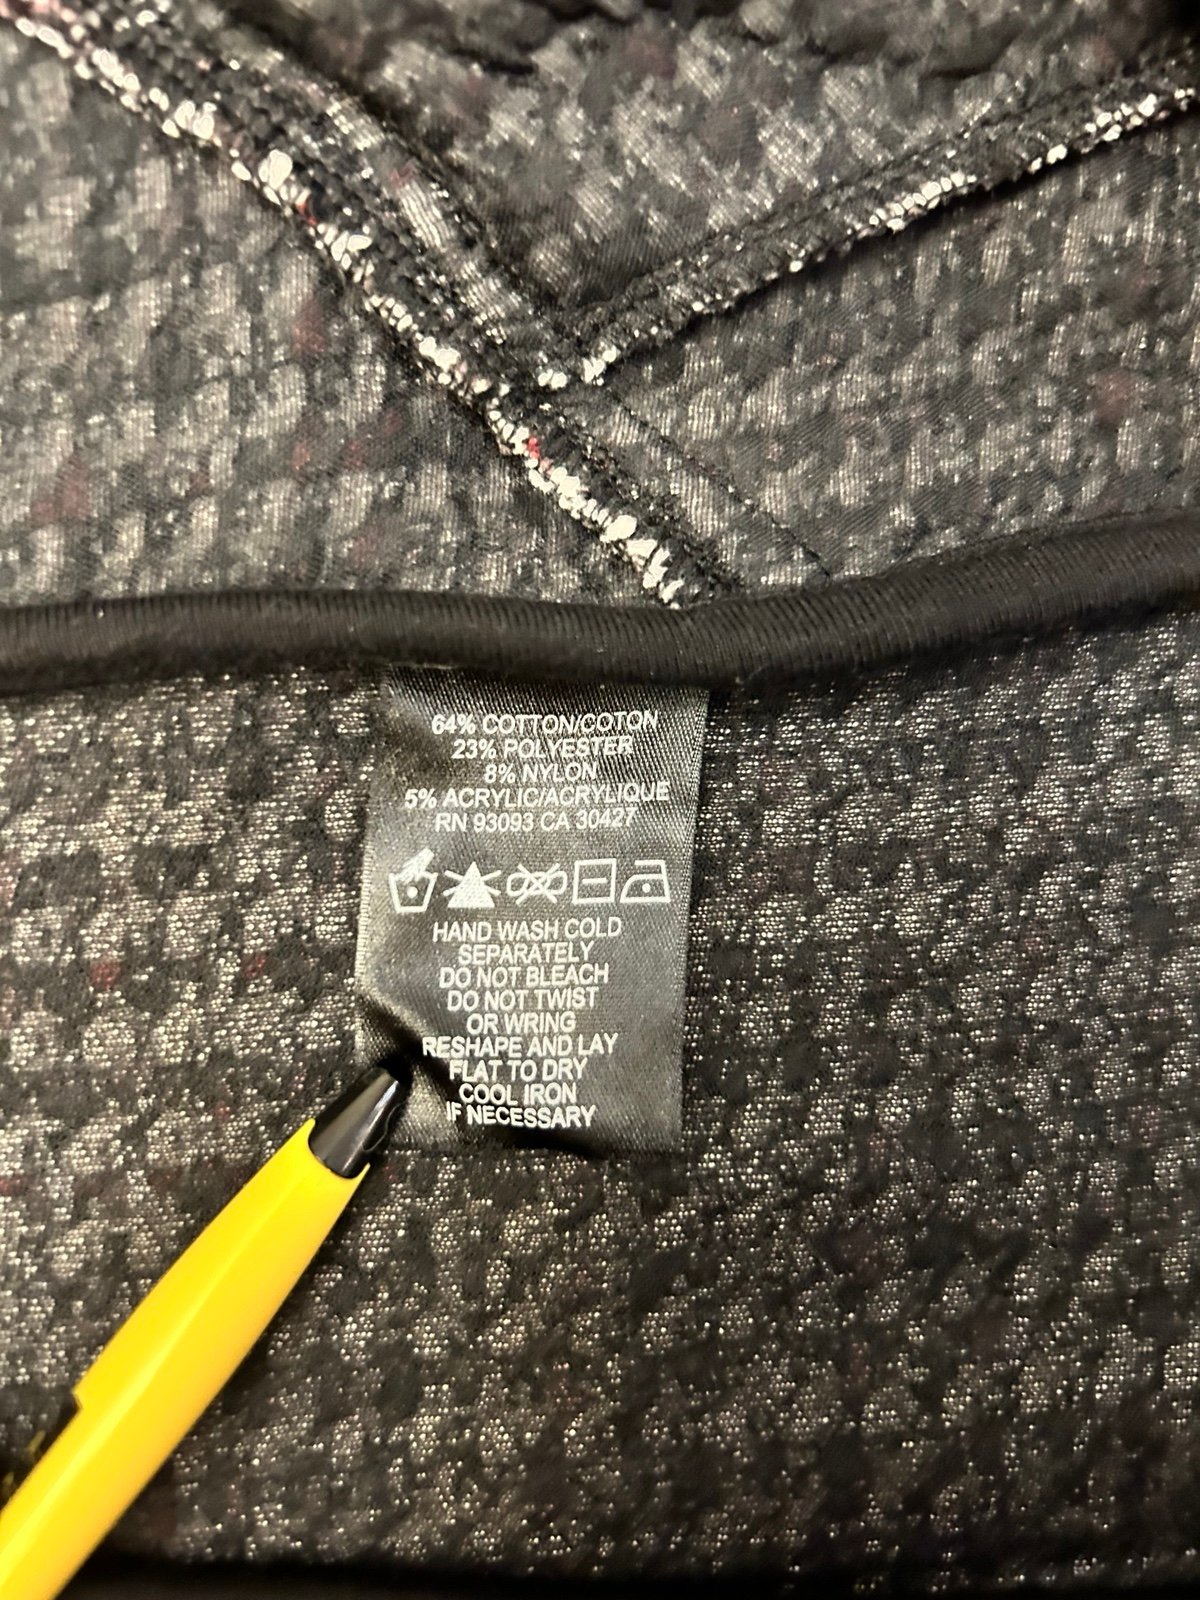 64% COTTON/COTON
23% POLYESTER
8% NYLON
5% ACRYLIC/ACRYLIQUE
RN 93093 CA 30427
HAND WASH COLD
SEPARATELY
DO NOT BLEACH
DO NOT TWIST
OR WRING
RESHAPE AND LAY
FLAT TO DRY
COOL IRON
IF NECESSARY